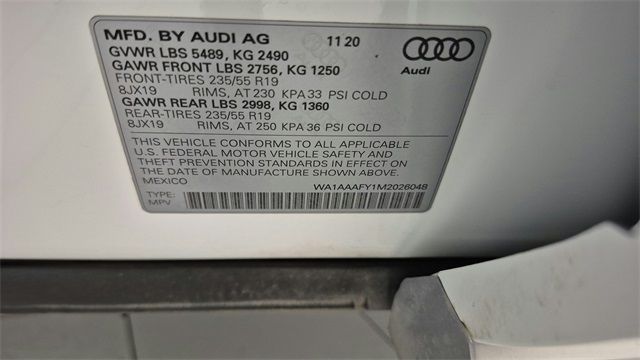 MFD. BY AUDI AG 11 20
GVWR LBS 5489, KG 2490
GAWR FRONT LBS 2756, KG 1250
FRONT-TIRES 235/55 R19
8JX19 RIMS, AT 230 KPA 33 PSI COLD
GAWR REAR LBS 2998, KG 1360
REAR-TIRES 235/55 R19
8JX19 RIMS, AT 250 KPA 36 PSI COLD
Audi
THIS VEHICLE CONFORMS TO ALL APPLICABLE
U.S. FEDERAL MOTOR VEHICLE SAFETY AND
THEFT PREVENTION STANDARDS IN EFFECT ON
THE DATE OF MANUFACTURE SHOWN ABOVE.
MEXICO WA1AAAFY1M2026048
TYPE:
MPV